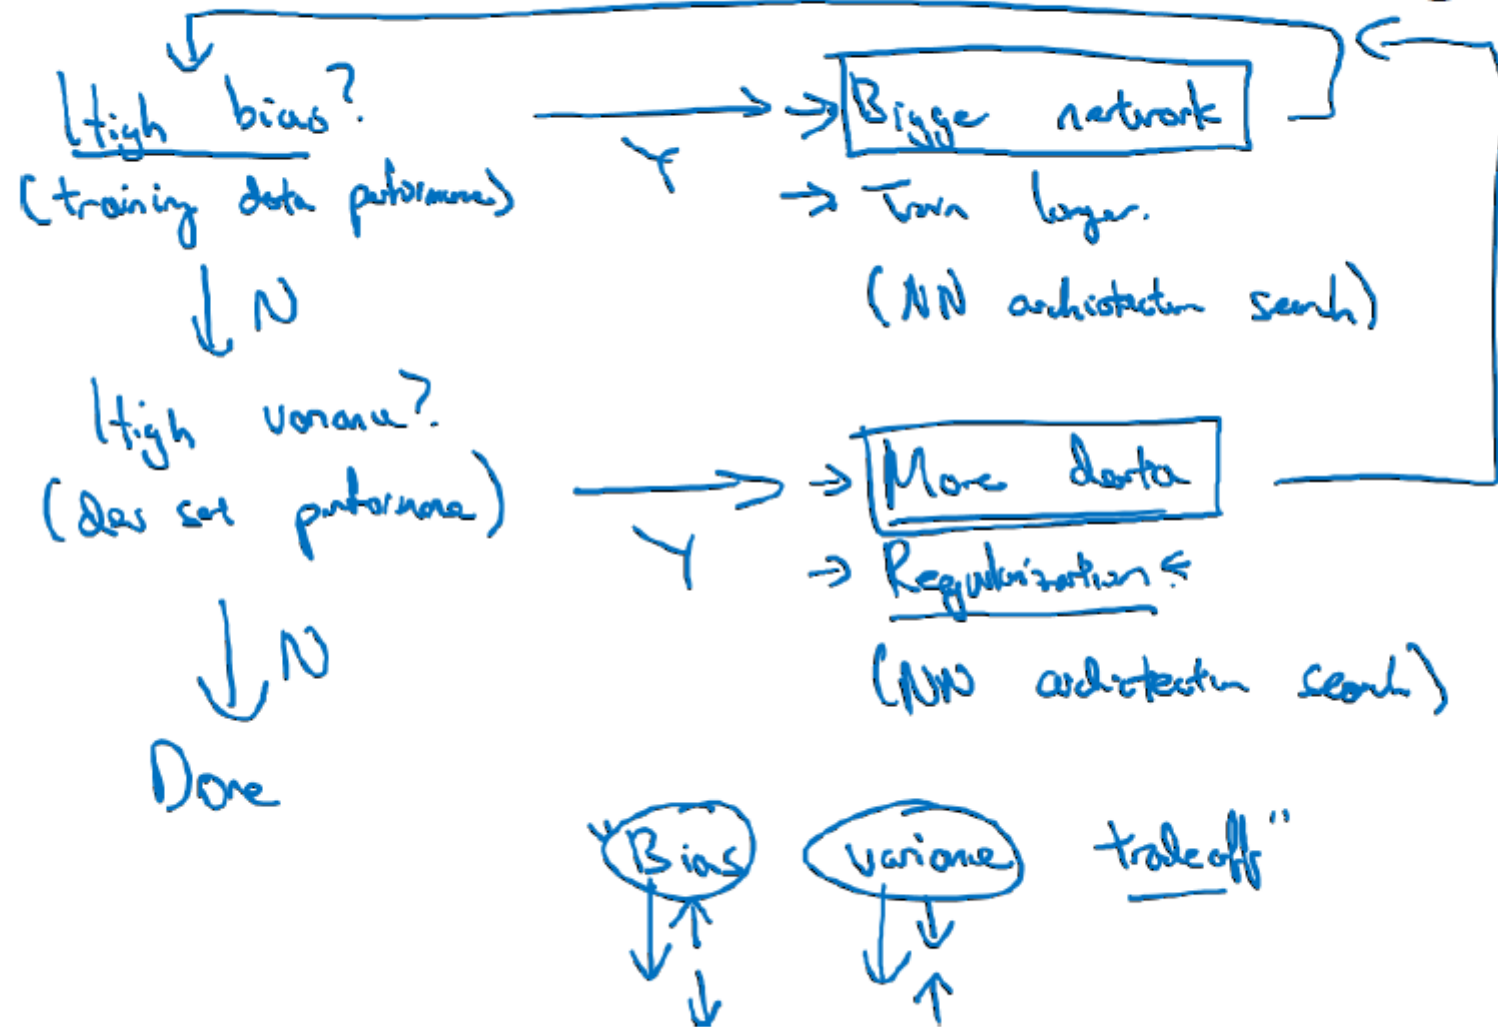 High bias?
(training data performance)
Y
→ Bigge network
→ Train longer.
(NN architecture search)
N
High variance?
(dev set performance)
Y
→ More data
→ Regularization.
(NN architecture search)
N
Done
"Bias variance tradeoff"